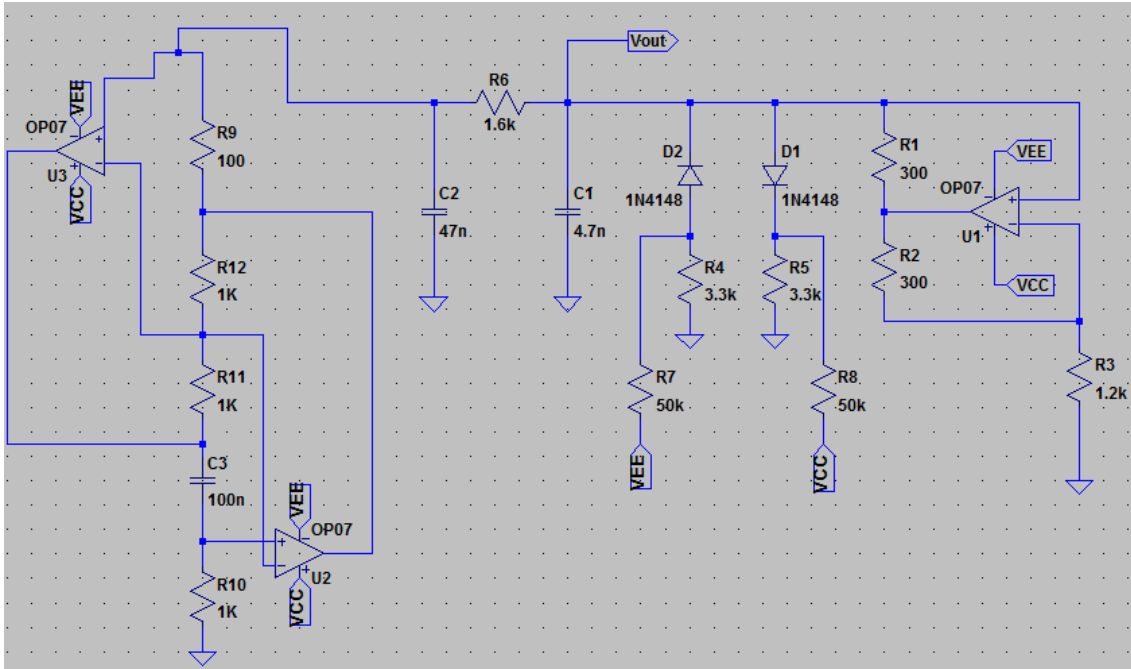 Vout
R6
1.6k
VEE
OP07
-
+
-
+
U3
VCC
R9
100
D2
1N4148
D1
1N4148
R1
300
VEE
OP07
-
+
-
+
U1
VCC
C2
47n
C1
4.7n
R12
1K
R4
3.3k
R5
3.3k
R2
300
R11
1K
R7
50k
R8
50k
R3
1.2k
C3
100n
VEE
VCC
VEE
OP07
+
-
-
+
U2
VCC
R10
1K